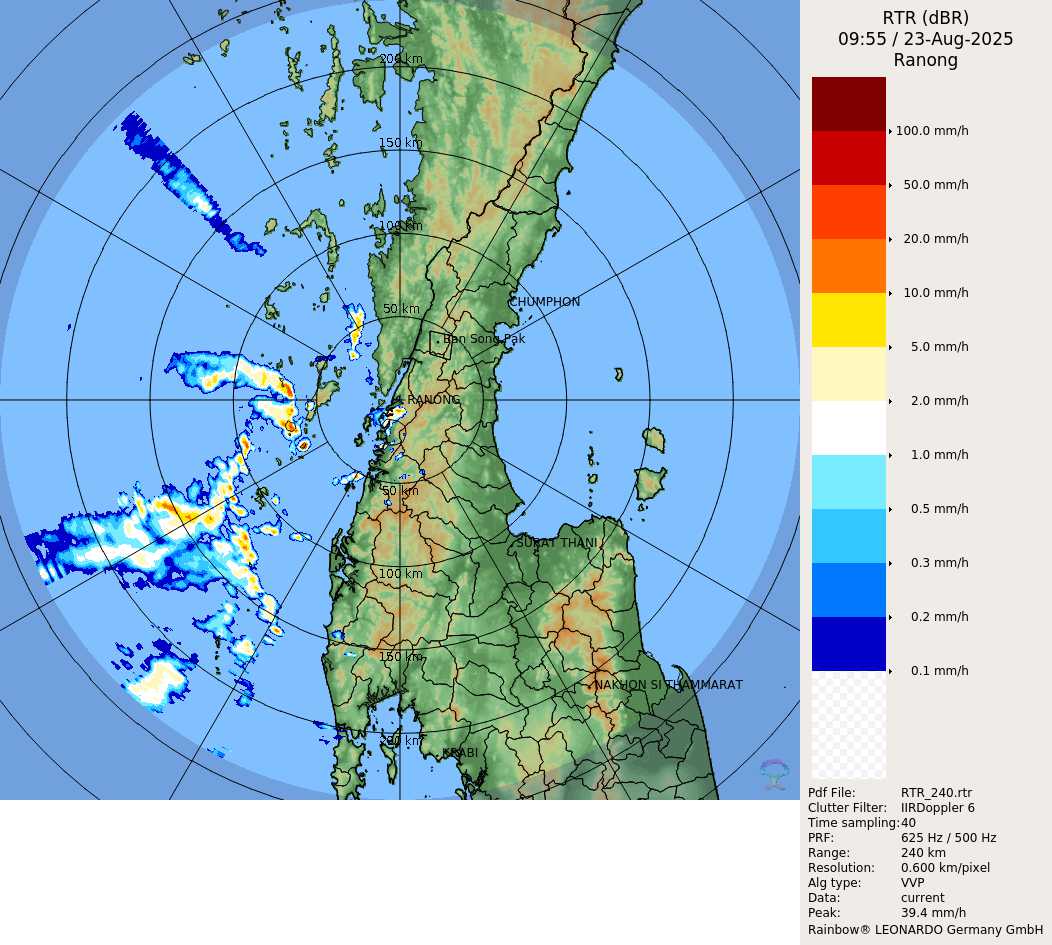 RTR (dBR)
09:55 / 23-Aug-2025
Ranong
200 km
150 km
100 km
50 km
CHUMPHON
Ban Song Pak
RANONG
50 km
SURAT THANI
100 km
150 km
NAKHON SI THAMMARAT
200 km
KRABI
100.0 mm/h
50.0 mm/h
20.0 mm/h
10.0 mm/h
5.0 mm/h
2.0 mm/h
1.0 mm/h
0.5 mm/h
0.3 mm/h
0.2 mm/h
0.1 mm/h
Pdf File: RTR_240.rtr
Clutter Filter: IIRDoppler 6
Time sampling: 40
PRF: 625 Hz / 500 Hz
Range: 240 km
Resolution: 0.600 km/pixel
Alg type: VVP
Data: current
Peak: 39.4 mm/h
Rainbow® LEONARDO Germany GmbH